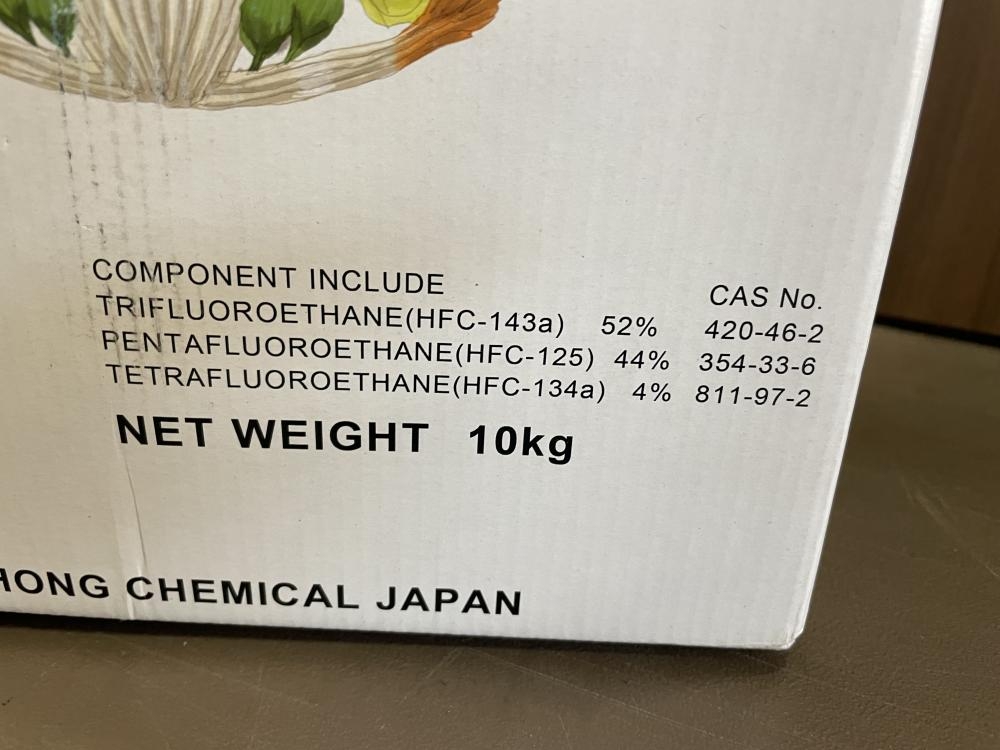 COMPONENT INCLUDE CAS No.
TRIFLUOROETHANE(HFC-143a) 52% 420-46-2
PENTAFLUOROETHANE(HFC-125) 44% 354-33-6
TETRAFLUOROETHANE(HFC-134a) 4% 811-97-2
NET WEIGHT 10kg
HONG CHEMICAL JAPAN